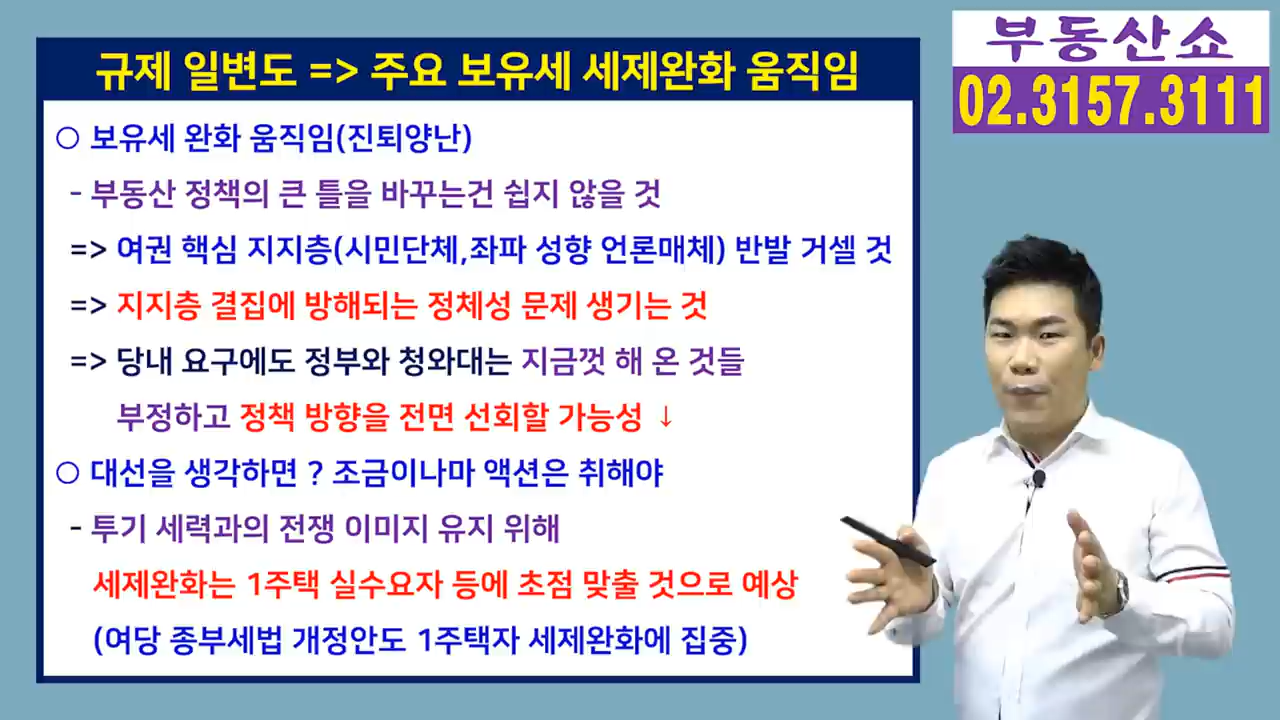 규제 일변도 => 주요 보유세 세제완화 움직임
○ 보유세 완화 움직임(진퇴양난)
- 부동산 정책의 큰 틀을 바꾸는건 쉽지 않을 것
=> 여권 핵심 지지층(시민단체,좌파 성향 언론매체) 반발 거셀 것
=> 지지층 결집에 방해되는 정체성 문제 생기는 것
=> 당내 요구에도 정부와 청와대는 지금껏 해 온 것들
부정하고 정책 방향을 전면 선회할 가능성 ↓
○ 대선을 생각하면 ? 조금이나마 액션은 취해야
- 투기 세력과의 전쟁 이미지 유지 위해
세제완화는 1주택 실수요자 등에 초점 맞출 것으로 예상
(여당 종부세법 개정안도 1주택자 세제완화에 집중)
부동산쇼
02.3157.3111